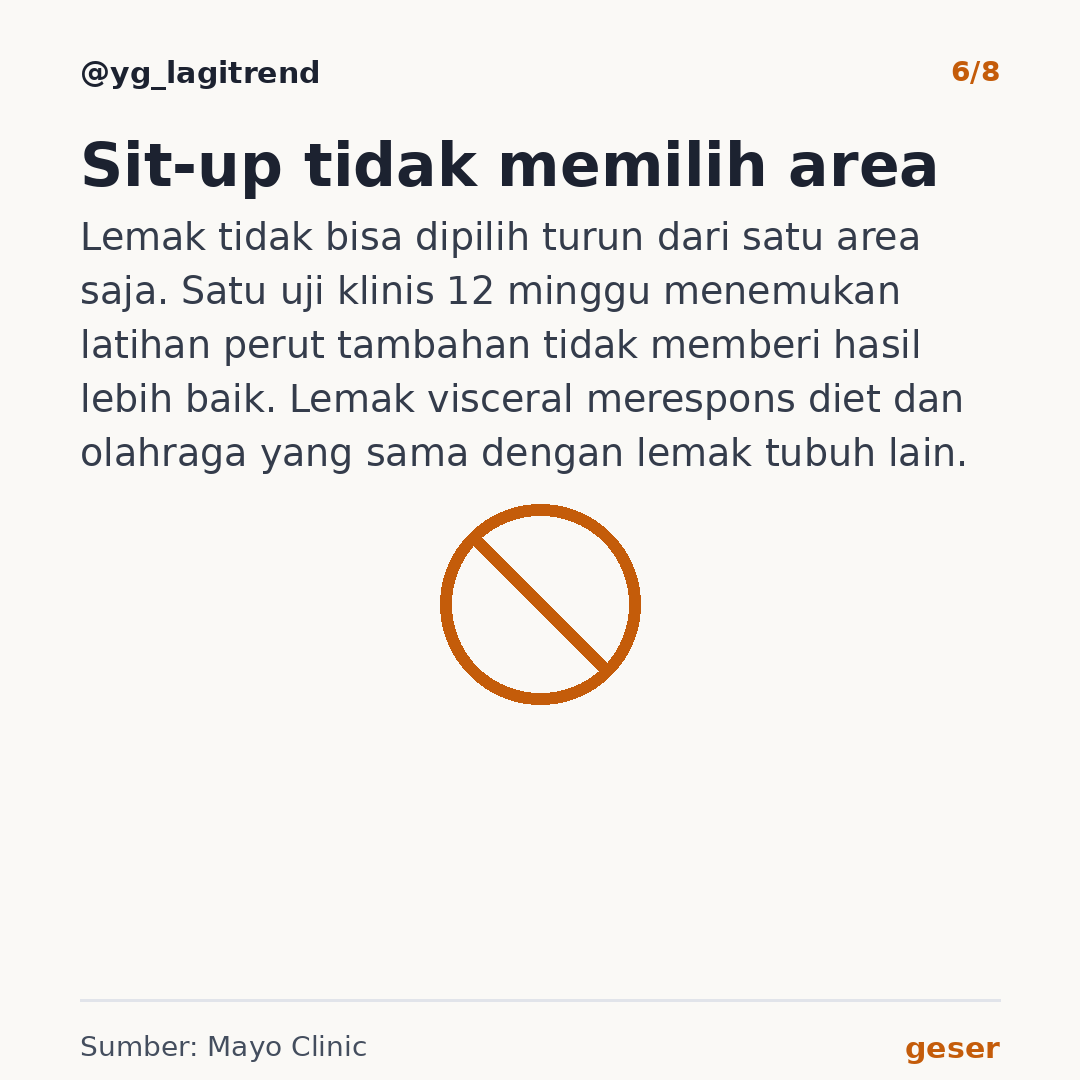 @yg_lagitrend
6/8
Sit-up tidak memilih area
Lemak tidak bisa dipilih turun dari satu area
saja. Satu uji klinis 12 minggu menemukan
latihan perut tambahan tidak memberi hasil
lebih baik. Lemak visceral merespons diet dan
olahraga yang sama dengan lemak tubuh lain.
Sumber: Mayo Clinic
geser